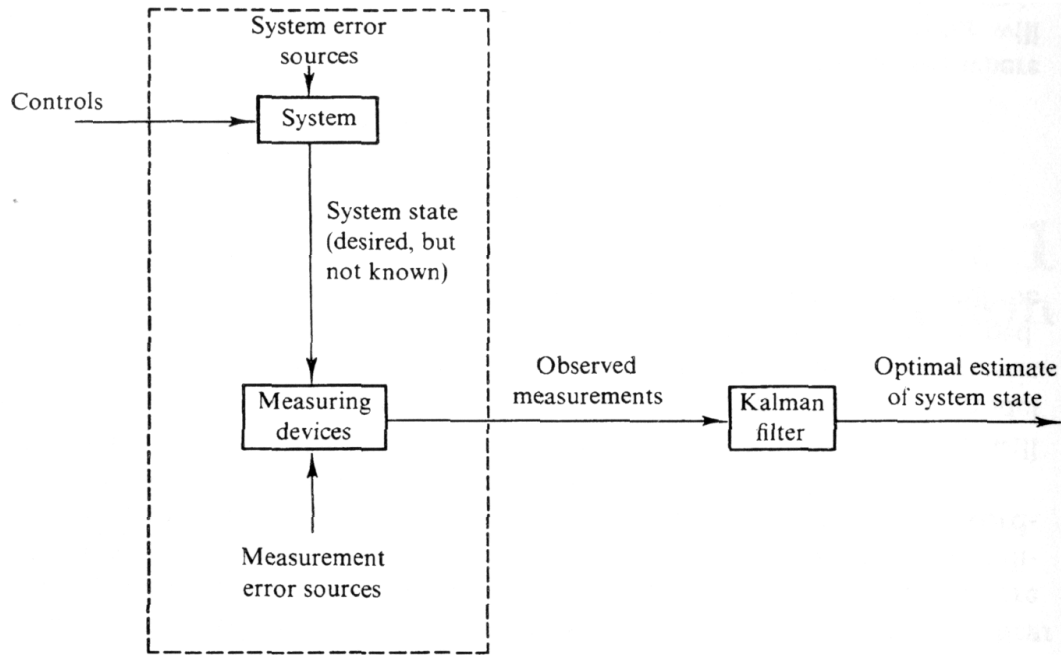 System error
sources
Controls
System
System state
(desired, but
not known)
Observed
measurements
Optimal estimate
of system state
Measuring
devices
Kalman
filter
Measurement
error sources